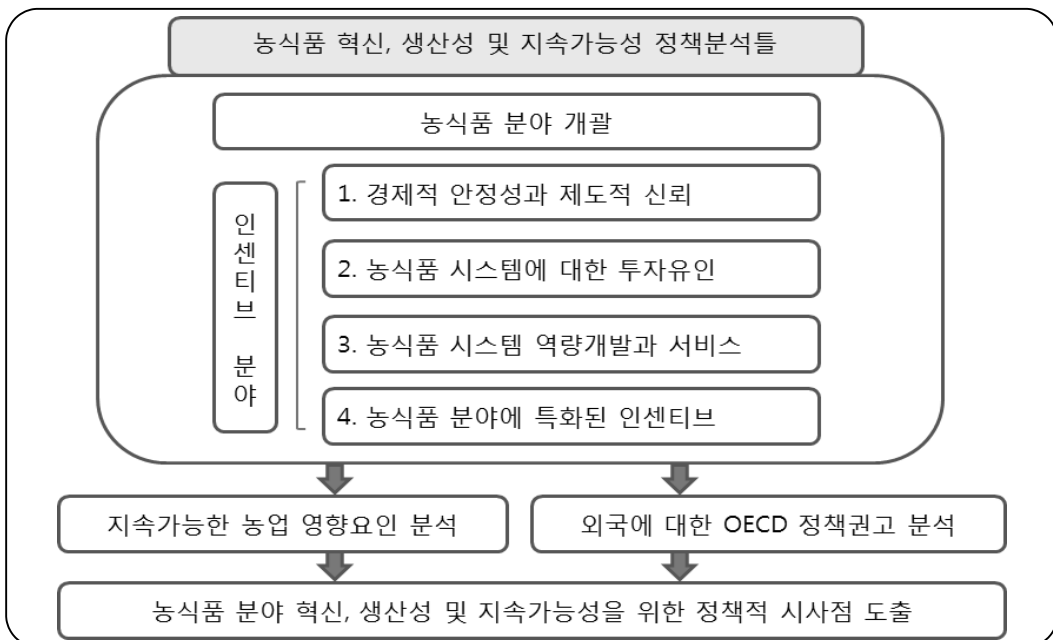 농식품 혁신, 생산성 및 지속가능성 정책분석틀
농식품 분야 개괄
인센티브 분야
1. 경제적 안정성과 제도적 신뢰
2. 농식품 시스템에 대한 투자유인
3. 농식품 시스템 역량개발과 서비스
4. 농식품 분야에 특화된 인센티브
지속가능한 농업 영향요인 분석
외국에 대한 OECD 정책권고 분석
농식품 분야 혁신, 생산성 및 지속가능성을 위한 정책적 시사점 도출